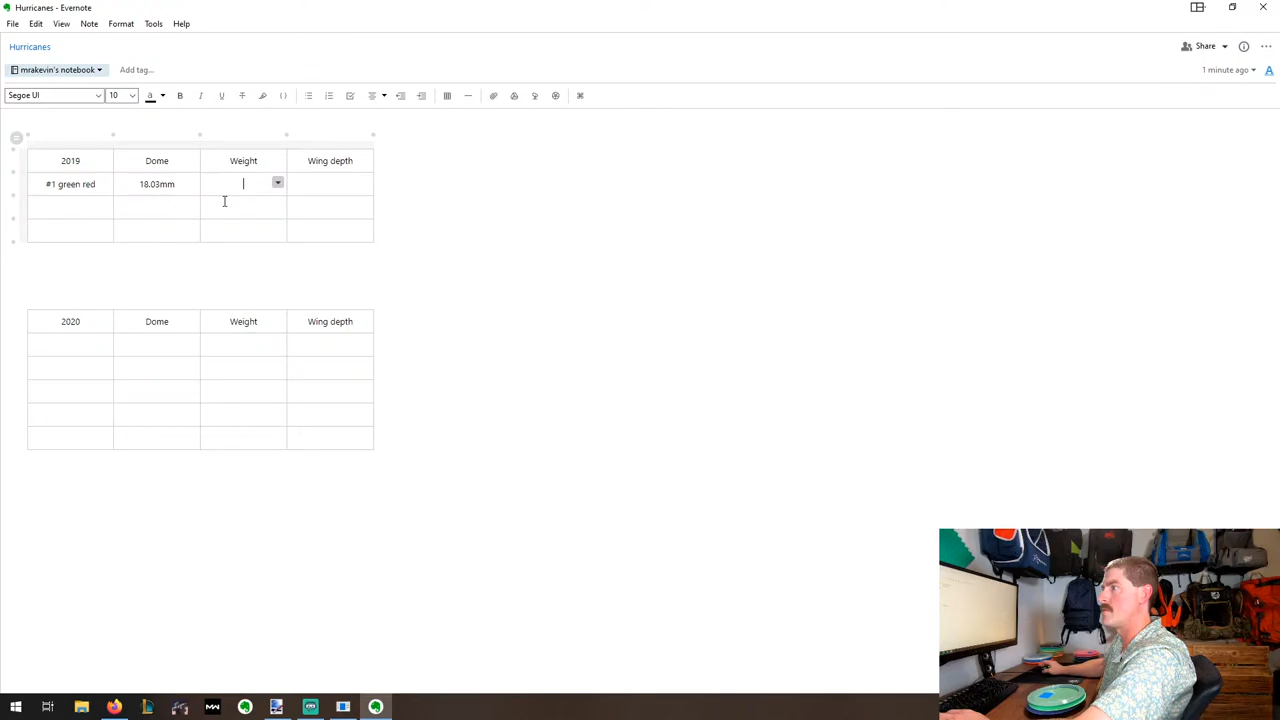 Hurricanes - Evernote
File Edit View Note Format Tools Help
Hurricanes
Share
mrakevin's notebook
Add tag...
1 minute ago
Segoe UI
10
a
B
I
U
T
2019 Dome Weight Wing depth
#1 green red 18.03mm
2020 Dome Weight Wing depth